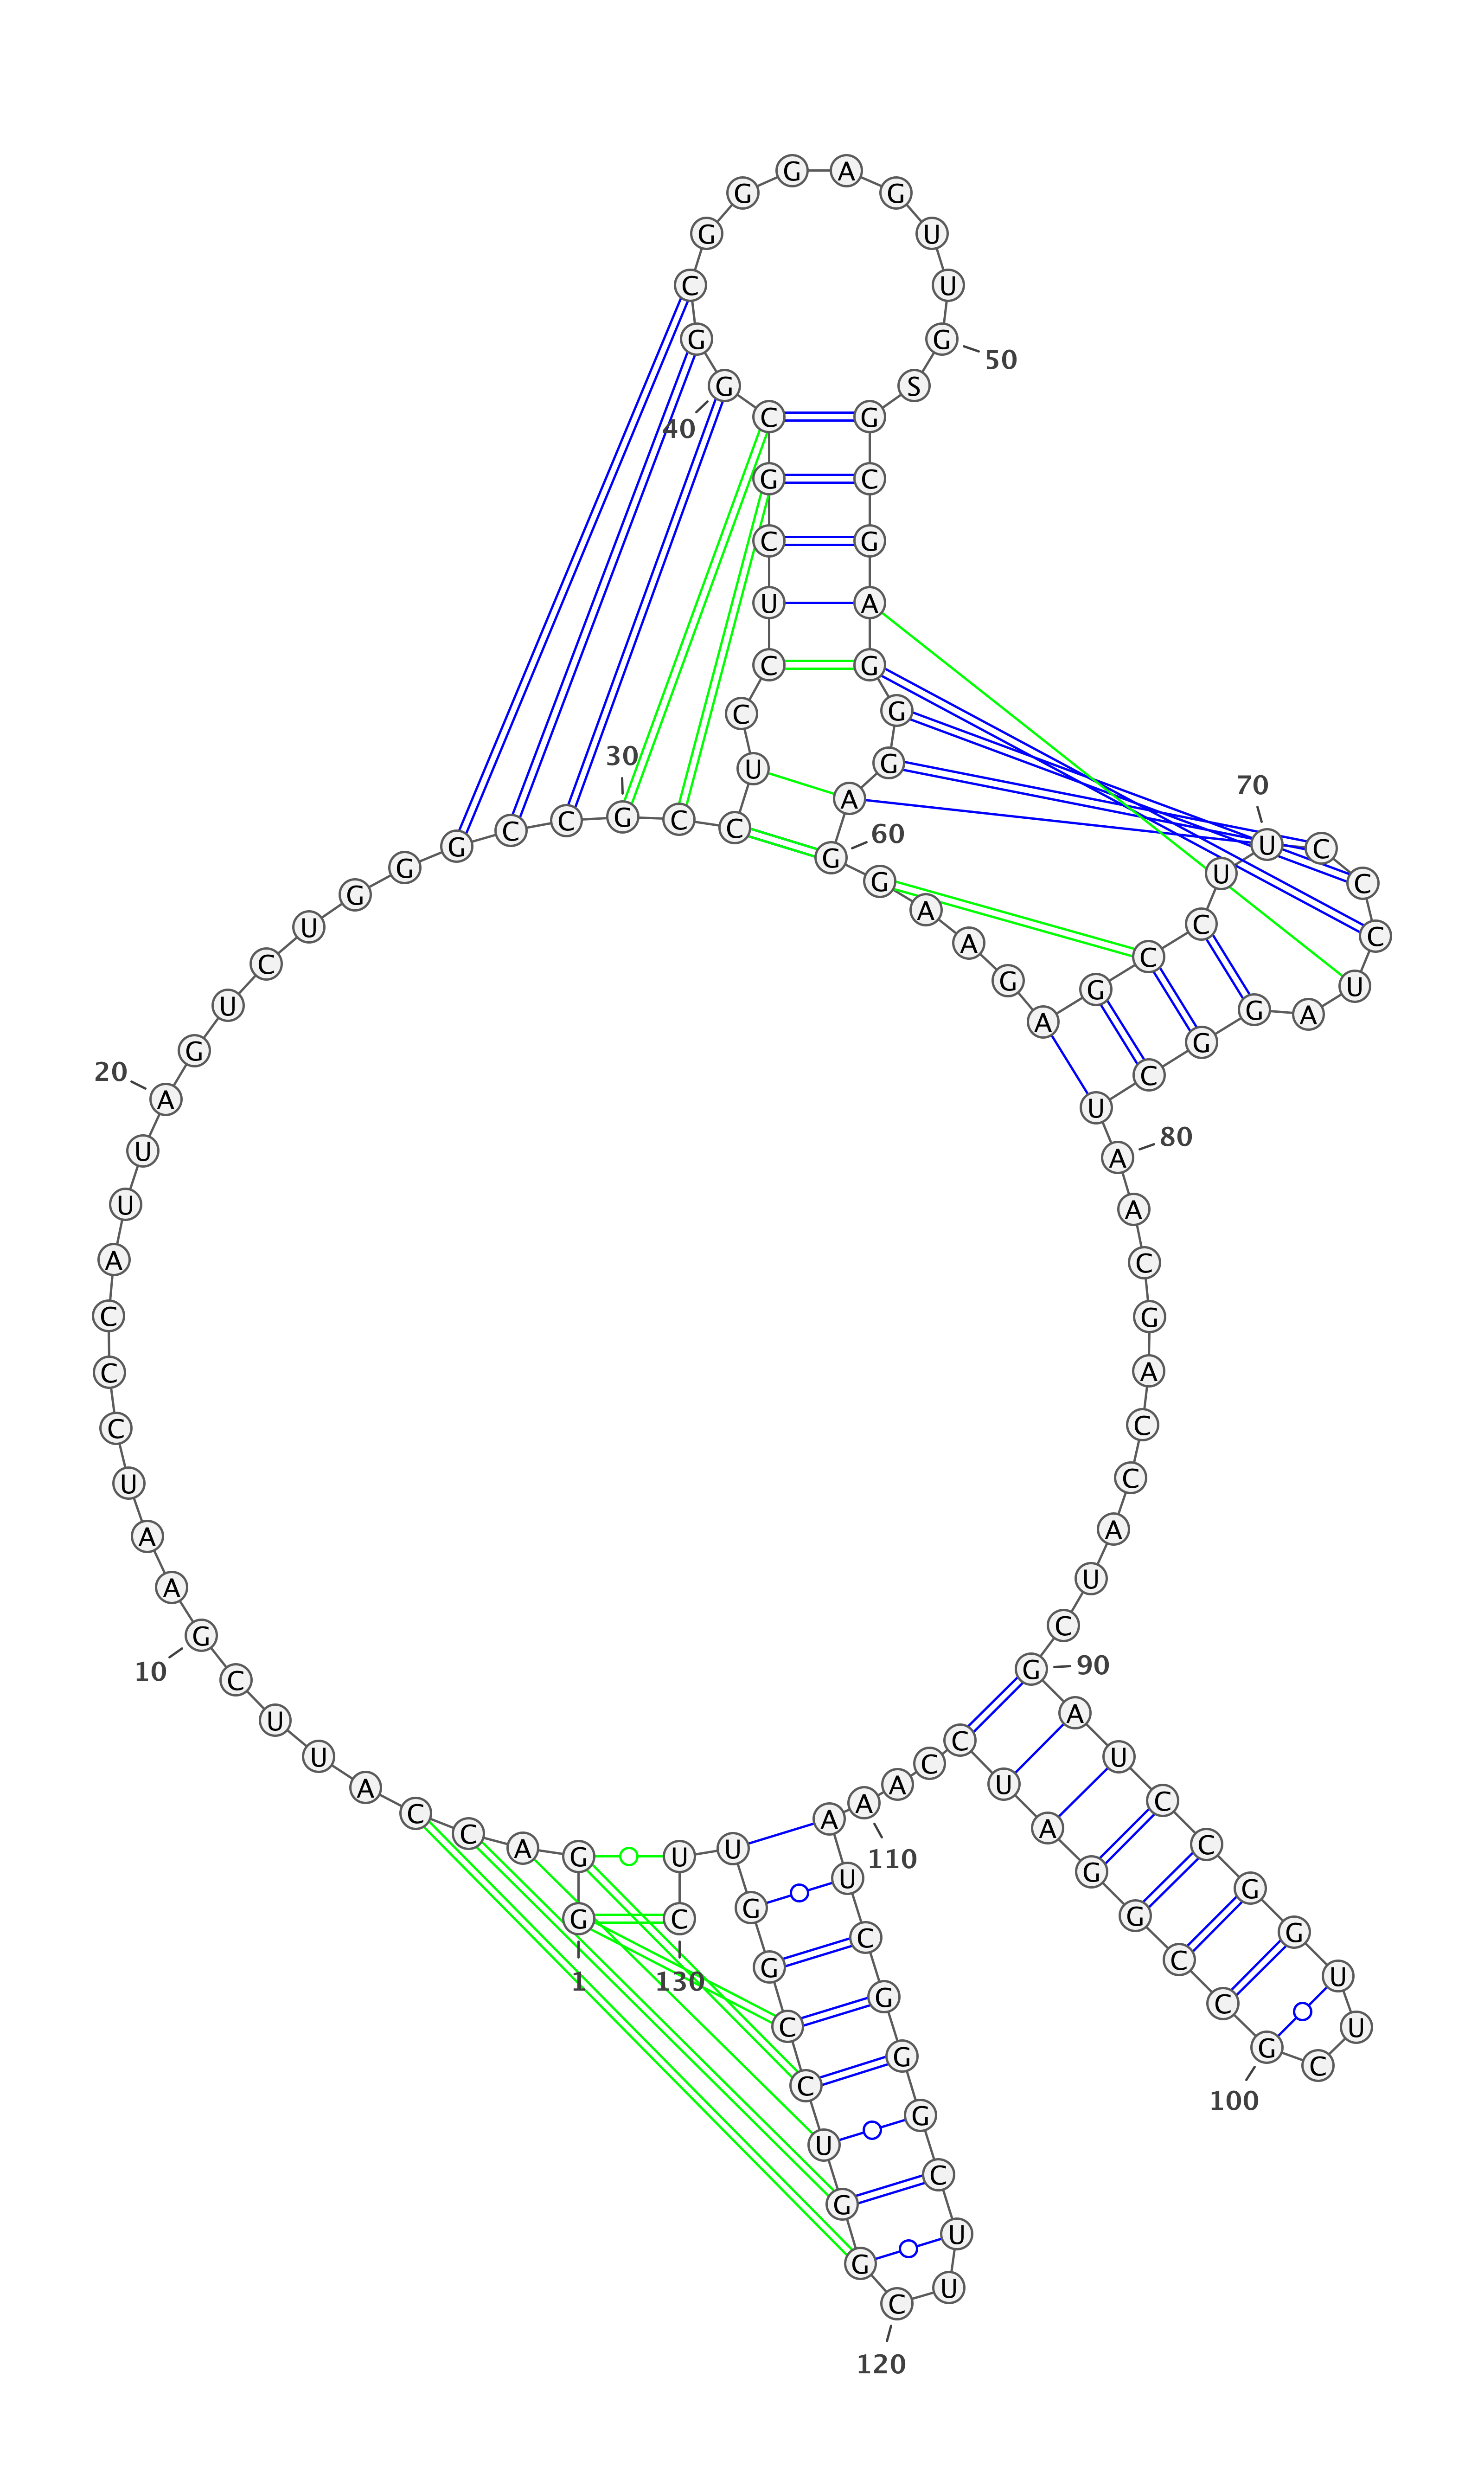 G 1
G A C C A U U C
G 10
A A U C C C A U U
A 20
G U C U G G G C C
G 30
C C U C C U C G C
G 40
G C G G G A G U U
G 50
S G C G A G G G A
G 60
G A A G A G C C U
U 70
C C C U A G G C U
A 80
A C G A C C A U C
G 90
A U C C G G U U C
G 100
C C G G A U C C A
A 110
A U C G G G C U U
C 120
G G U C C G G U U
C 130